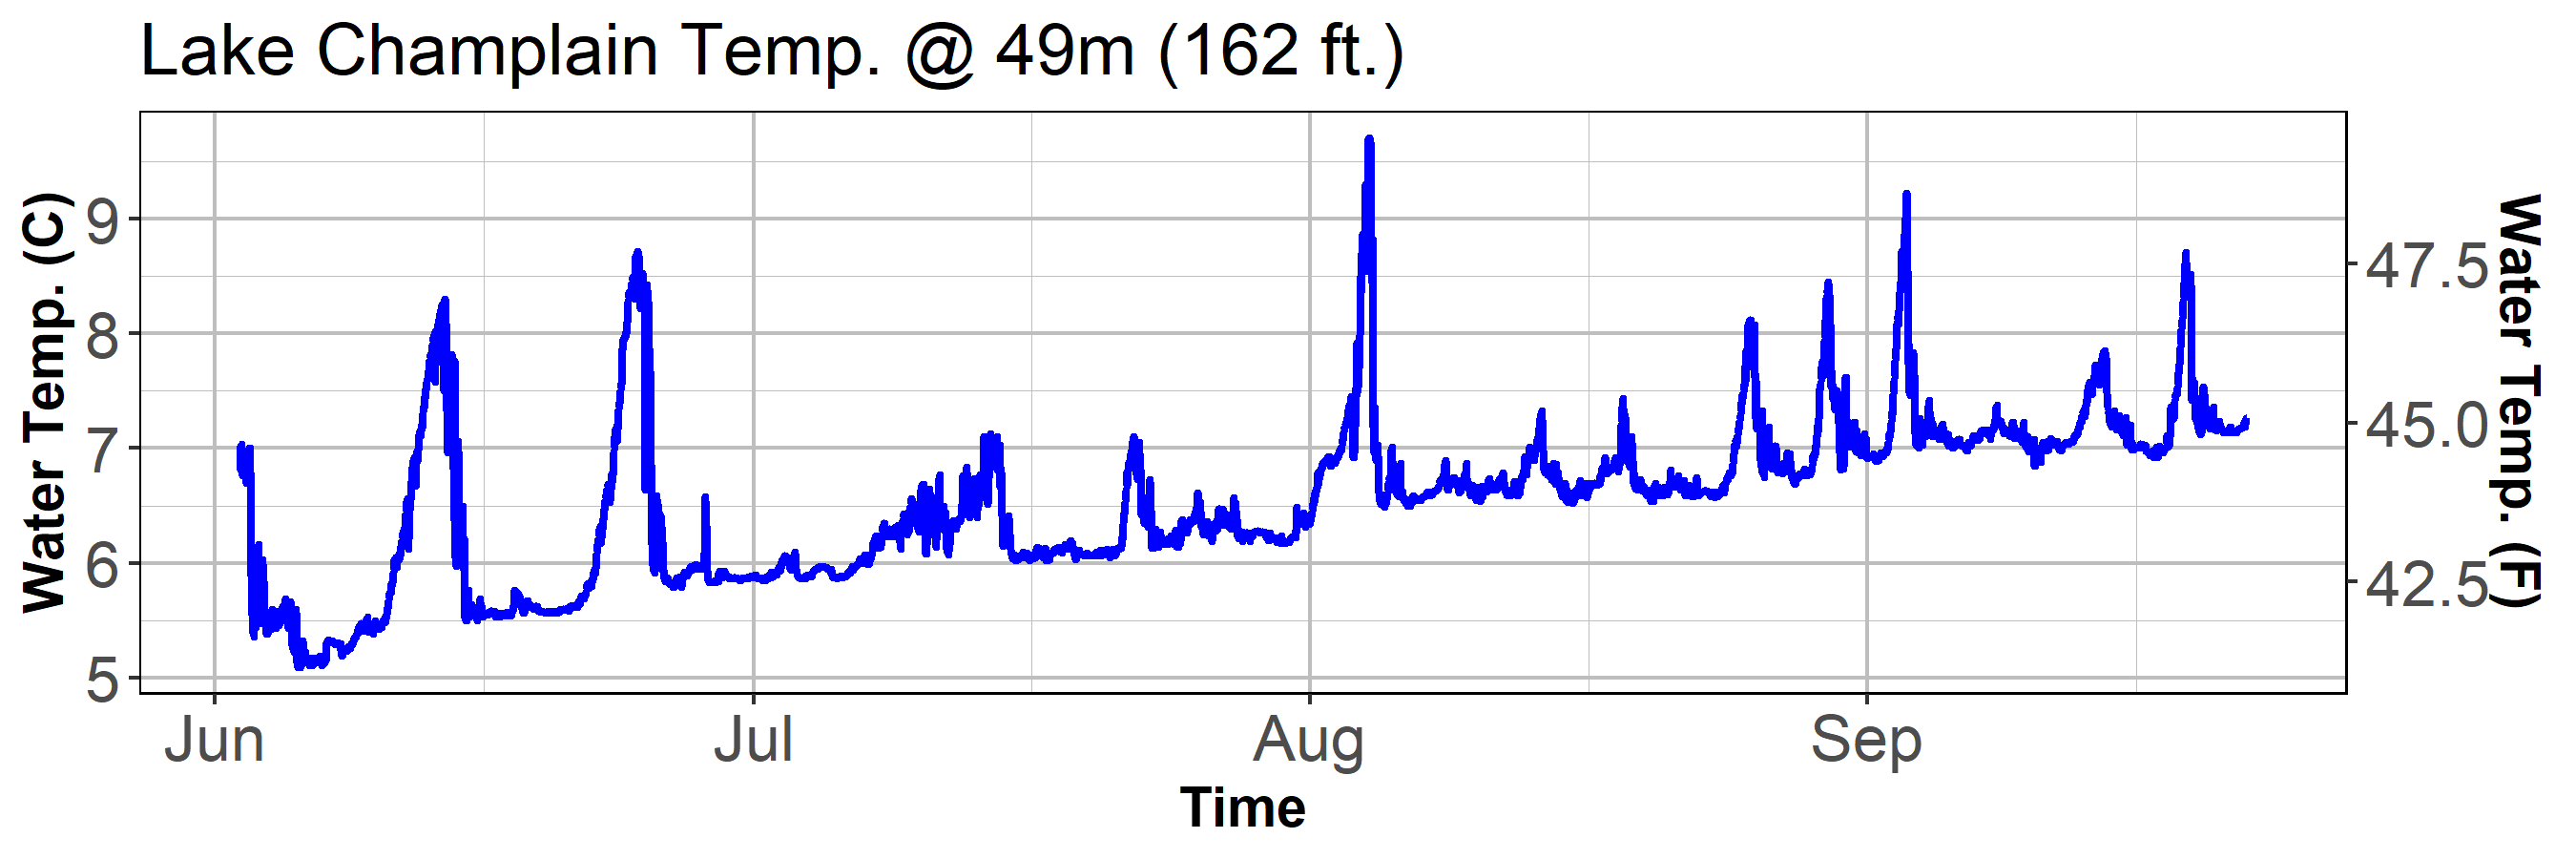 Lake Champlain Temp. @ 49m (162 ft.)
Water Temp. (C)
9
8
7
6
5
47.5
45.0
42.5
Water Temp. (F)
Jun Jul Aug Sep
Time